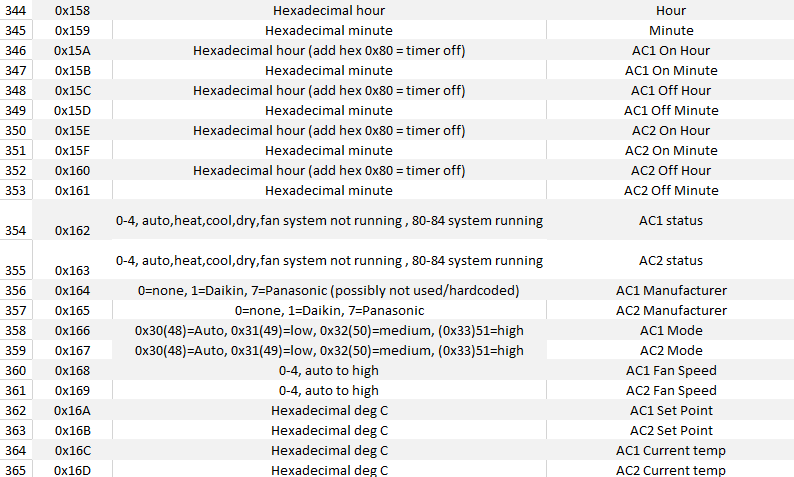 344 0x158 Hexadecimal hour Hour
345 0x159 Hexadecimal minute Minute
346 0x15A Hexadecimal hour (add hex 0x80 = timer off) AC1 On Hour
347 0x15B Hexadecimal minute AC1 On Minute
348 0x15C Hexadecimal hour (add hex 0x80 = timer off) AC1 Off Hour
349 0x15D Hexadecimal minute AC1 Off Minute
350 0x15E Hexadecimal hour (add hex 0x80 = timer off) AC2 On Hour
351 0x15F Hexadecimal minute AC2 On Minute
352 0x160 Hexadecimal hour (add hex 0x80 = timer off) AC2 Off Hour
353 0x161 Hexadecimal minute AC2 Off Minute
354 0x162 0-4, auto,heat,cool,dry,fan system not running , 80-84 system running AC1 status
355 0x163 0-4, auto,heat,cool,dry,fan system not running , 80-84 system running AC2 status
356 0x164 0=none, 1=Daikin, 7=Panasonic (possibly not used/hardcoded) AC1 Manufacturer
357 0x165 0=none, 1=Daikin, 7=Panasonic AC2 Manufacturer
358 0x166 0x30(48)=Auto, 0x31(49)=low, 0x32(50)=medium, (0x33)51=high AC1 Mode
359 0x167 0x30(48)=Auto, 0x31(49)=low, 0x32(50)=medium, (0x33)51=high AC2 Mode
360 0x168 0-4, auto to high AC1 Fan Speed
361 0x169 0-4, auto to high AC2 Fan Speed
362 0x16A Hexadecimal deg C AC1 Set Point
363 0x16B Hexadecimal deg C AC2 Set Point
364 0x16C Hexadecimal deg C AC1 Current temp
365 0x16D Hexadecimal deg C AC2 Current temp